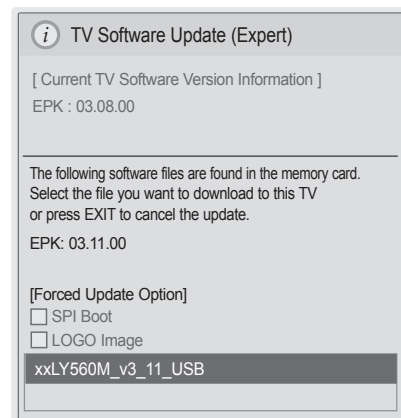 i TV Software Update (Expert)
[ Current TV Software Version Information ]
EPK : 03.08.00
The following software files are found in the memory card.
Select the file you want to download to this TV
or press EXIT to cancel the update.
EPK: 03.11.00
[Forced Update Option]
SPI Boot
LOGO Image
xxLY560M_v3_11_USB